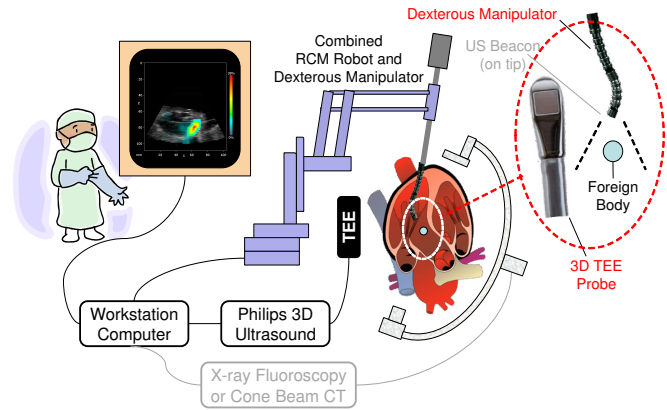 Dexterous Manipulator
US Beacon
(on tip)
Combined
RCM Robot and
Dexterous Manipulator
Foreign
Body
3D TEE
Probe
TEE
Workstation
Computer
Philips 3D
Ultrasound
X-ray Fluoroscopy
or Cone Beam CT